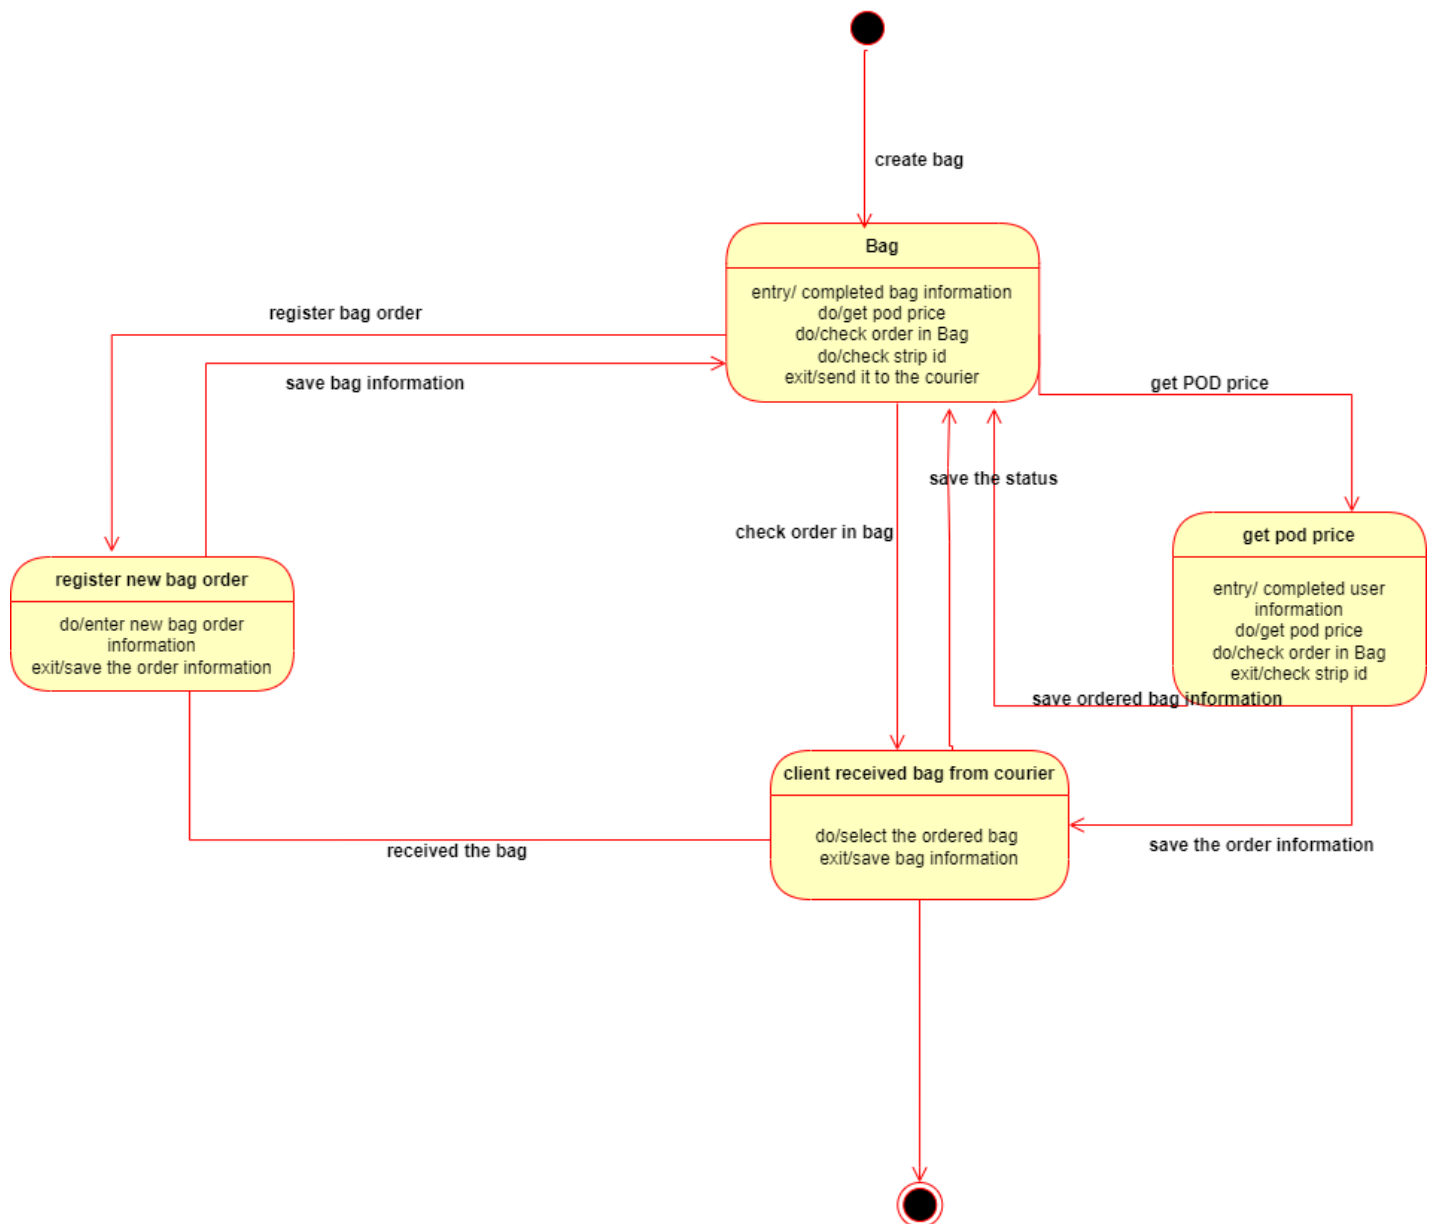 create bag
Bag
entry/ completed bag information
do/get pod price
do/check order in Bag
do/check strip id
exit/send it to the courier
register bag order
save bag information
get POD price
save the status
check order in bag
get pod price
entry/ completed user
information
do/get pod price
do/check order in Bag
exit/check strip id
register new bag order
do/enter new bag order
information
exit/save the order information
save ordered bag information
client received bag from courier
do/select the ordered bag
exit/save bag information
received the bag
save the order information